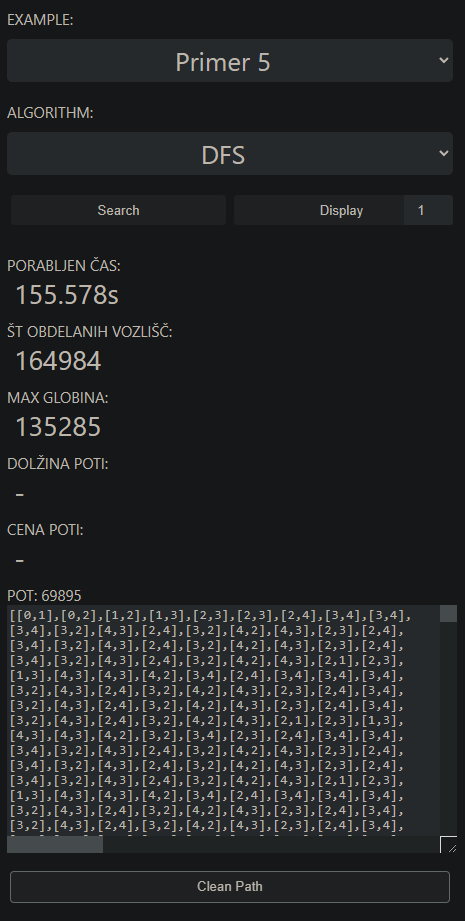 EXAMPLE:
Primer 5
ALGORITHM:
DFS
Search
Display
1
PORABLJEN ČAS:
155.578s
ŠT OBDELANIH VOZLIŠČ:
164984
MAX GLOBINA:
135285
DOLŽINA POTI:
-
CENA POTI:
-
POT: 69895
[[0,1],[0,2],[1,2],[1,3],[2,3],[2,3],[2,4],[3,4],[3,4],
[3,4],[3,2],[4,3],[2,4],[3,2],[4,2],[4,3],[2,3],[2,4],
[3,4],[3,2],[4,3],[2,4],[3,2],[4,2],[4,3],[2,3],[2,4],
[3,4],[3,2],[4,3],[2,4],[3,2],[4,2],[4,3],[2,1],[2,3],
[1,3],[4,3],[4,3],[4,2],[3,4],[2,4],[3,4],[3,4],[3,4],
[3,2],[4,3],[2,4],[3,2],[4,2],[4,3],[2,3],[2,4],[3,4],
[3,2],[4,3],[2,4],[3,2],[4,2],[4,3],[2,3],[2,4],[3,4],
[3,2],[4,3],[2,4],[3,2],[4,2],[4,3],[2,1],[2,3],[1,3],
[4,3],[4,3],[4,2],[3,2],[3,4],[2,3],[2,4],[3,4],[3,4],
[3,4],[3,2],[4,3],[2,4],[3,2],[4,2],[4,3],[2,3],[2,4],
[3,4],[3,2],[4,3],[2,4],[3,2],[4,2],[4,3],[2,3],[2,4],
[3,4],[3,2],[4,3],[2,4],[3,2],[4,2],[4,3],[2,1],[2,3],
[1,3],[4,3],[4,3],[4,2],[3,4],[2,4],[3,4],[3,4],[3,4],
[3,2],[4,3],[2,4],[3,2],[4,2],[4,3],[2,3],[2,4],[3,4],
[3,2],[4,3],[2,4],[3,2],[4,2],[4,3],[2,3],[2,4],[3,4],
Clean Path